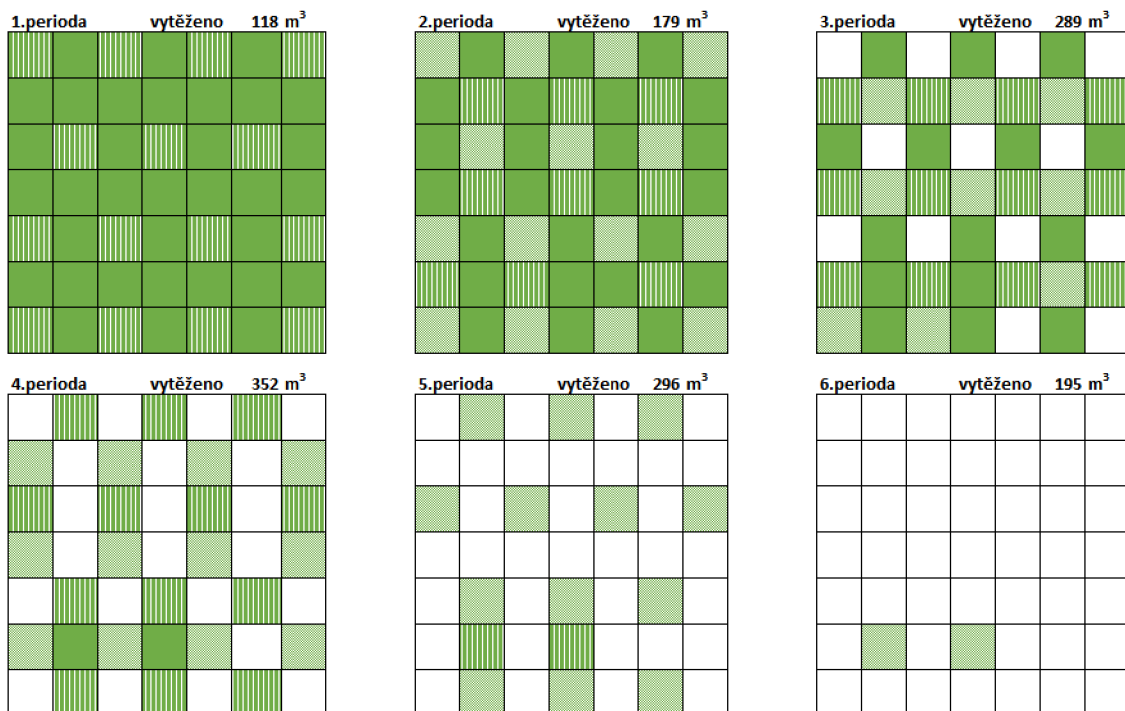 1.perioda vytěženo 118 m³
2.perioda vytěženo 179 m³
3.perioda vytěženo 289 m³
4.perioda vytěženo 352 m³
5.perioda vytěženo 296 m³
6.perioda vytěženo 195 m³